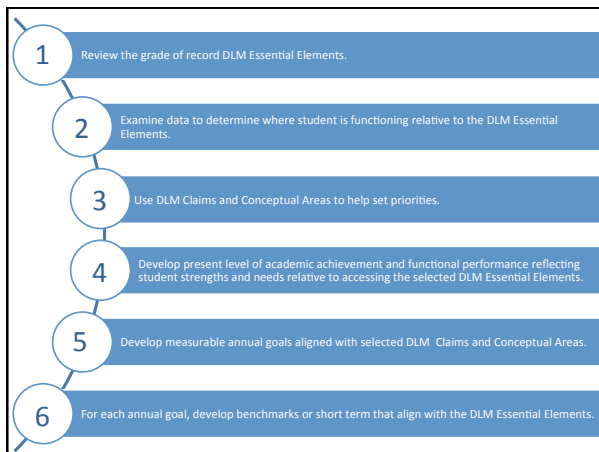 1
Review the grade of record DLM Essential Elements.
2
Examine data to determine where student is functioning relative to the DLM Essential
Elements.
3
Use DLM Claims and Conceptual Areas to help set priorities.
4
Develop present level of academic achievement and functional performance reflecting
student strengths and needs relative to accessing the selected DLM Essential Elements.
5
Develop measurable annual goals aligned with selected DLM Claims and Conceptual Areas.
6
For each annual goal, develop benchmarks or short term that align with the DLM Essential Elements.